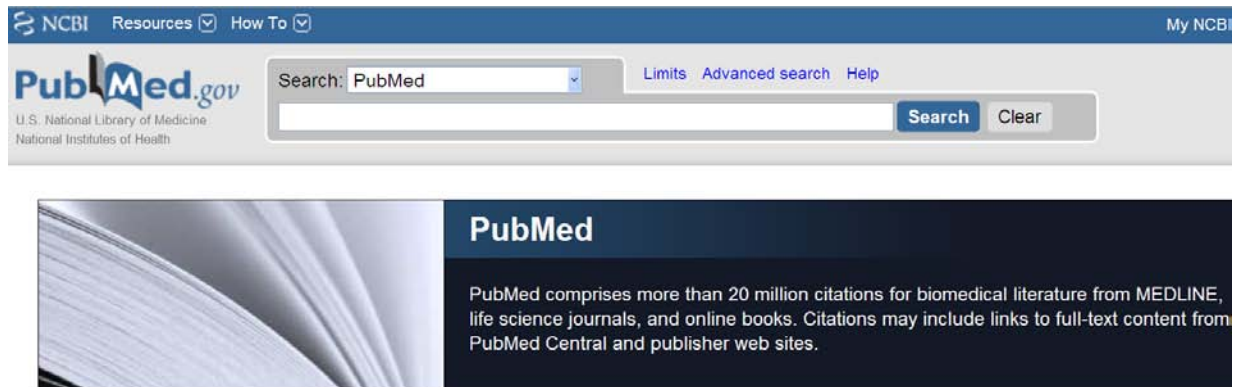 NCBI Resources How To My NCBI
PubMed.gov
U.S. National Library of Medicine
National Institutes of Health
Search: PubMed
Limits Advanced search Help
Search Clear
PubMed
PubMed comprises more than 20 million citations for biomedical literature from MEDLINE,
life science journals, and online books. Citations may include links to full-text content from
PubMed Central and publisher web sites.